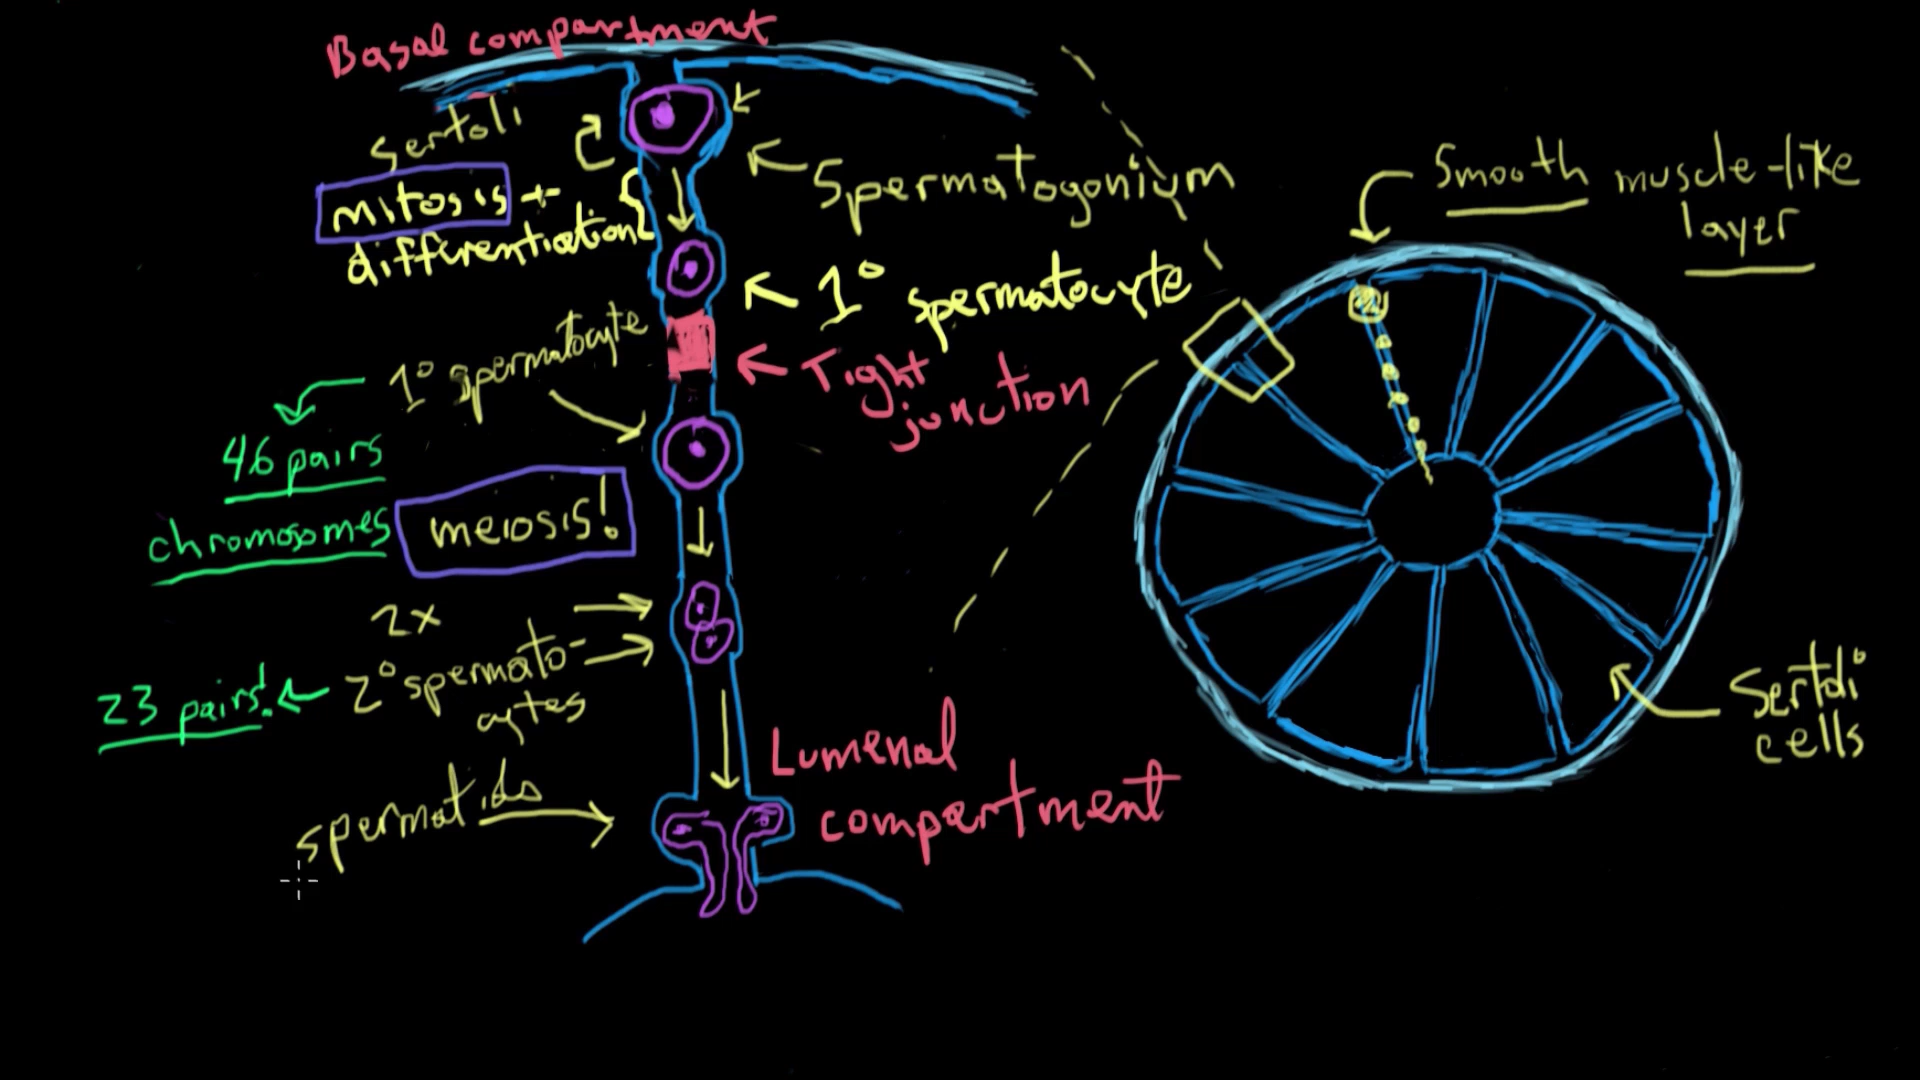 Basal compartment
Sertoli
mitosis +
differentiation
Spermatogonium
1° spermatocyte
Tight
junction
1° spermatocyte
46 pairs
chromosomes
meiosis!
2x
2° spermato-
cytes
23 pairs!
spermatids
Lumenal
compartment
Smooth muscle-like
layer
Sertoli
cells